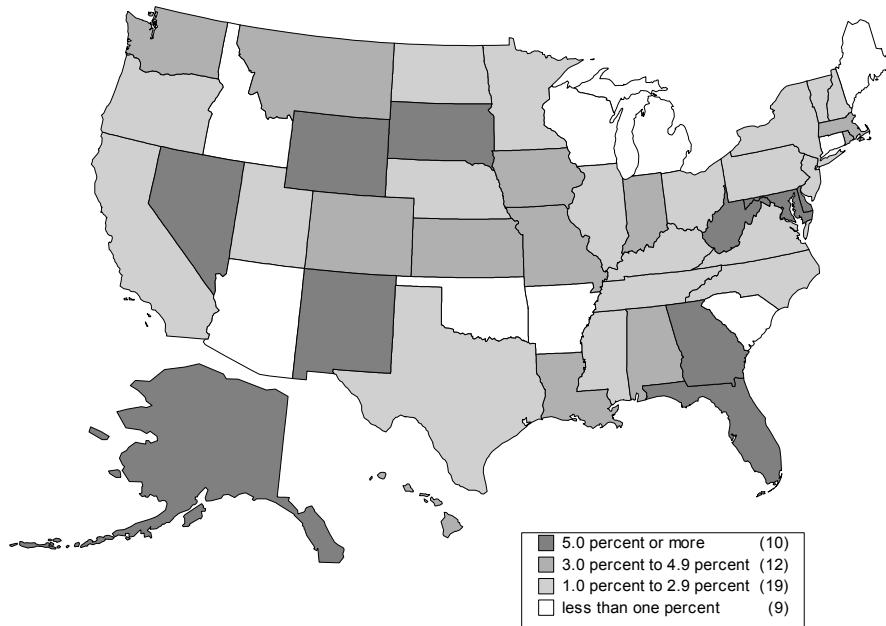 5.0 percent or more (10)
3.0 percent to 4.9 percent (12)
1.0 percent to 2.9 percent (19)
less than one percent (9)